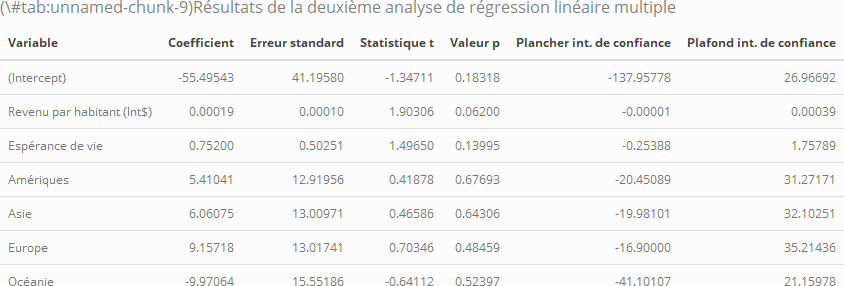 (\#tab:unnamed-chunk-9)Résultats de la deuxième analyse de régression linéaire multiple
Variable Coefficient Erreur standard Statistique t Valeur p Plancher int. de confiance Plafond int. de confiance
(Intercept) -55.49543 41.19580 -1.34711 0.18318 -137.95778 26.96692
Revenu par habitant (Int$) 0.00019 0.00010 1.90306 0.06200 -0.00001 0.00039
Espérance de vie 0.75200 0.50251 1.49650 0.13995 -0.25388 1.75789
Amériques 5.41041 12.91956 0.41878 0.67693 -20.45089 31.27171
Asie 6.06075 13.00971 0.46586 0.64306 -19.98101 32.10251
Europe 9.15718 13.01741 0.70346 0.48459 -16.90000 35.21436
Océanie -9.97064 15.55186 -0.64112 0.52397 -41.10107 21.15978